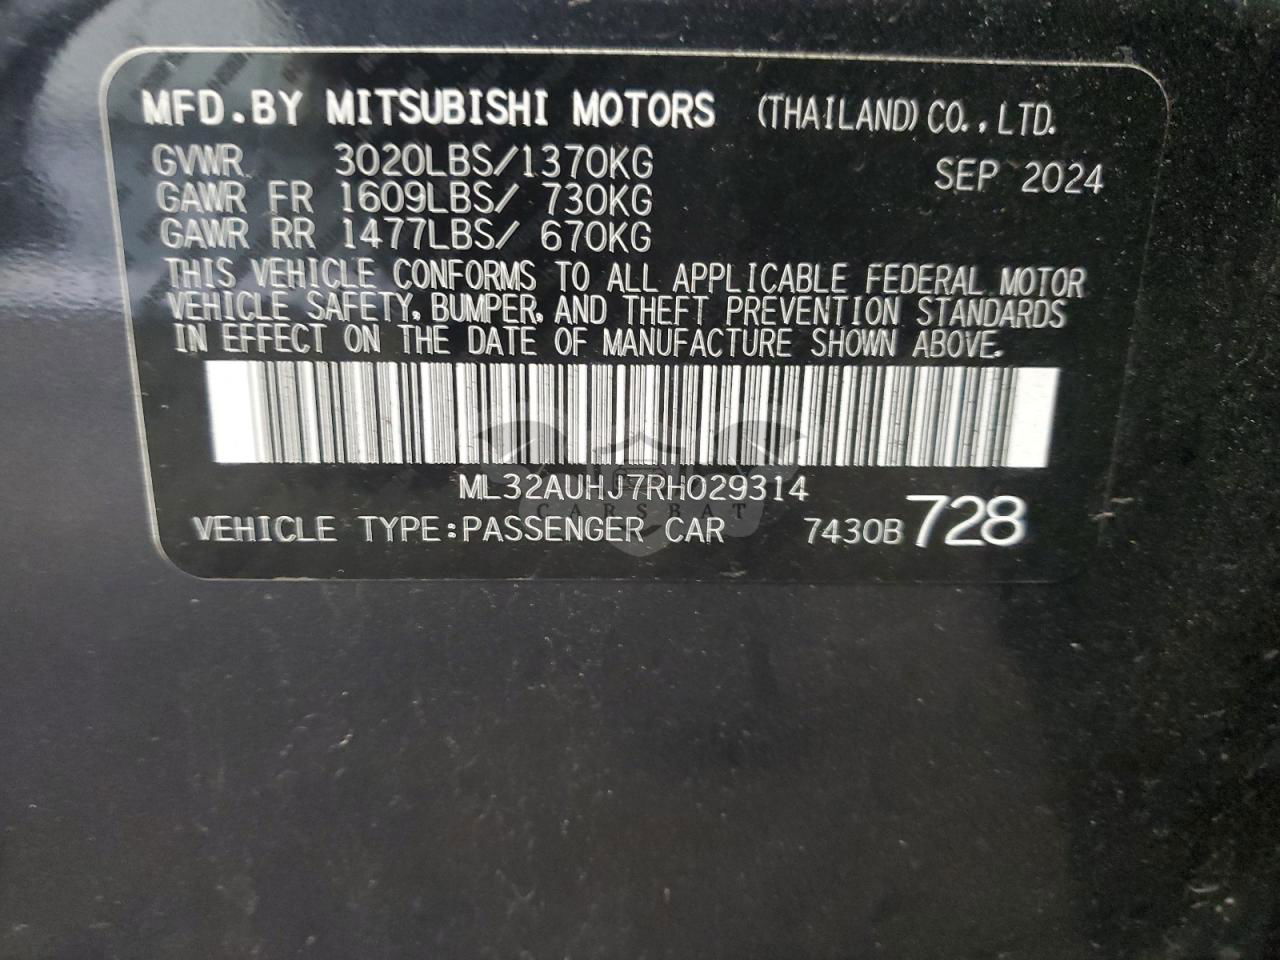 MFD.BY MITSUBISHI MOTORS (THAILAND) CO.,LTD.
GVWR 3020LBS/1370KG SEP 2024
GAWR FR 1609LBS/ 730KG
GAWR RR 1477LBS/ 670KG
THIS VEHICLE CONFORMS TO ALL APPLICABLE FEDERAL MOTOR
VEHICLE SAFETY, BUMPER, AND THEFT PREVENTION STANDARDS
IN EFFECT ON THE DATE OF MANUFACTURE SHOWN ABOVE.
ML32AUHJ7RH029314
CARSBAT
VEHICLE TYPE:PASSENGER CAR 7430B 728